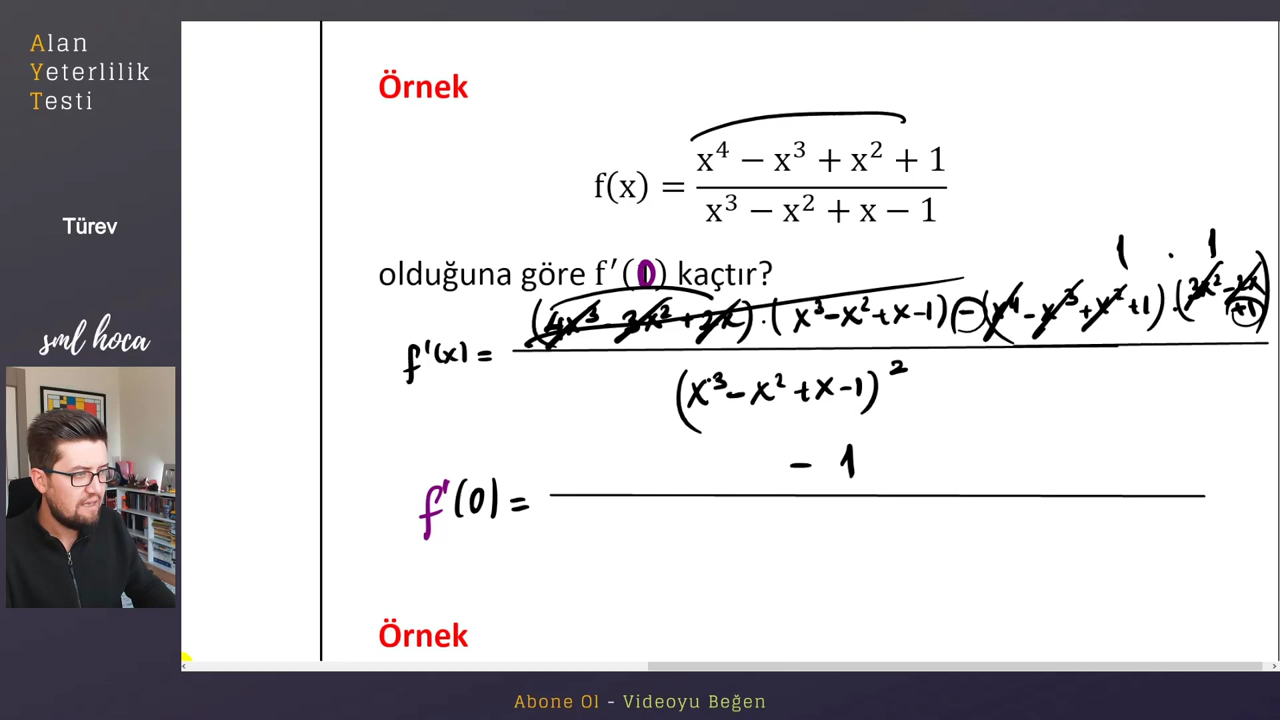 Alan
Yeterlilik
Testi
Türev
sml hoca
Örnek
f(x) = (x⁴ − x³ + x² + 1)/(x³ − x² + x − 1)
olduğuna göre f′(0) kaçtır?
1 · 1
f'(x) = ((4x³ - 3x² + 2x) · (x³ - x² + x - 1) - (x⁴ - x³ + x² + 1) · (3x² - 2x + 1))/(x³ - x² + x - 1)²
- 1
f'(0) =
Örnek
Abone Ol - Videoyu Beğen